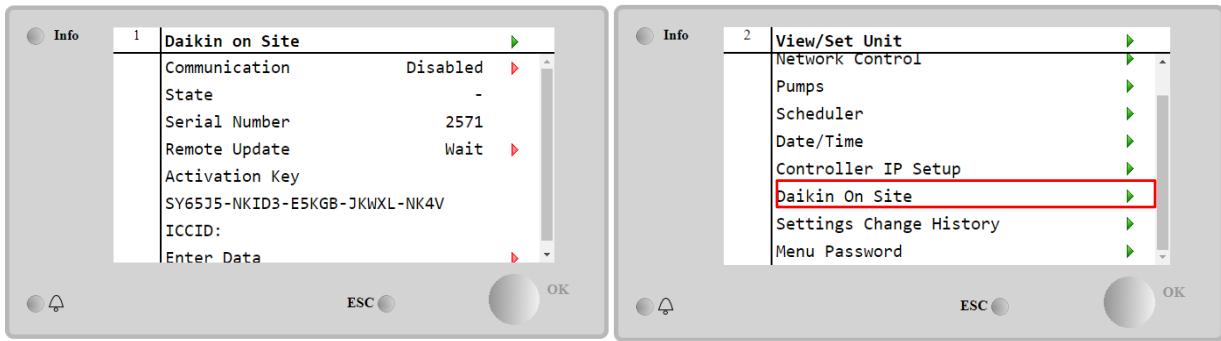 Info
1 Daikin on Site
Communication Disabled
State -
Serial Number 2571
Remote Update Wait
Activation Key
SY65J5-NKID3-E5KGB-JKWXL-NK4V
ICCID:
Enter Data
ESC
OK
Info
2 View/Set Unit
Network Control
Pumps
Scheduler
Date/Time
Controller IP Setup
Daikin On Site
Settings Change History
Menu Password
ESC
OK